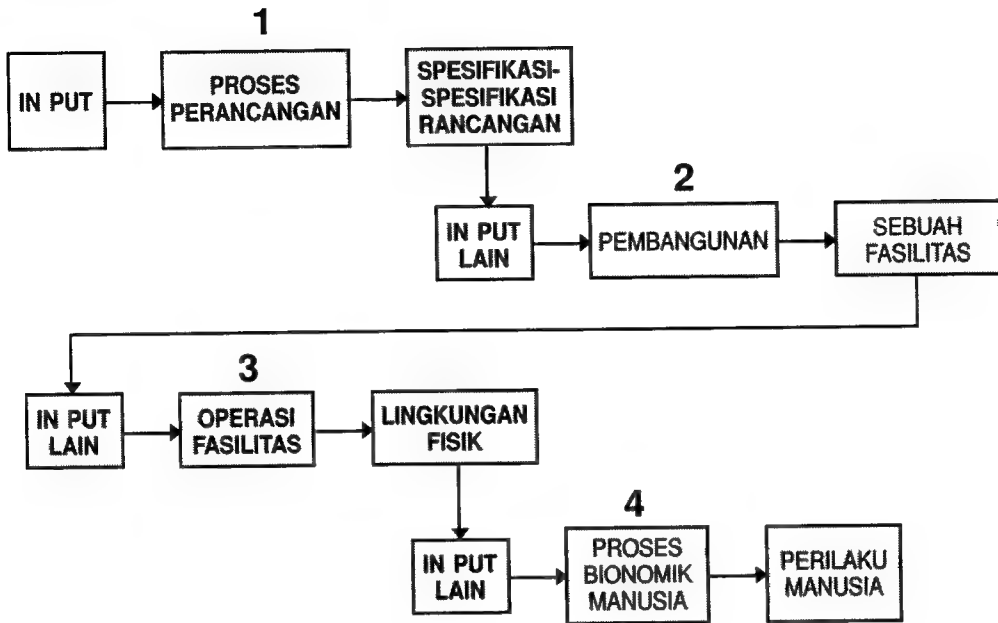 1
IN PUT
PROSES
PERANCANGAN
SPESIFIKASI-
SPESIFIKASI
RANCANGAN
2
IN PUT
LAIN
PEMBANGUNAN
SEBUAH
FASILITAS
3
IN PUT
LAIN
OPERASI
FASILITAS
LINGKUNGAN
FISIK
4
IN PUT
LAIN
PROSES
BIONOMIK
MANUSIA
PERILAKU
MANUSIA